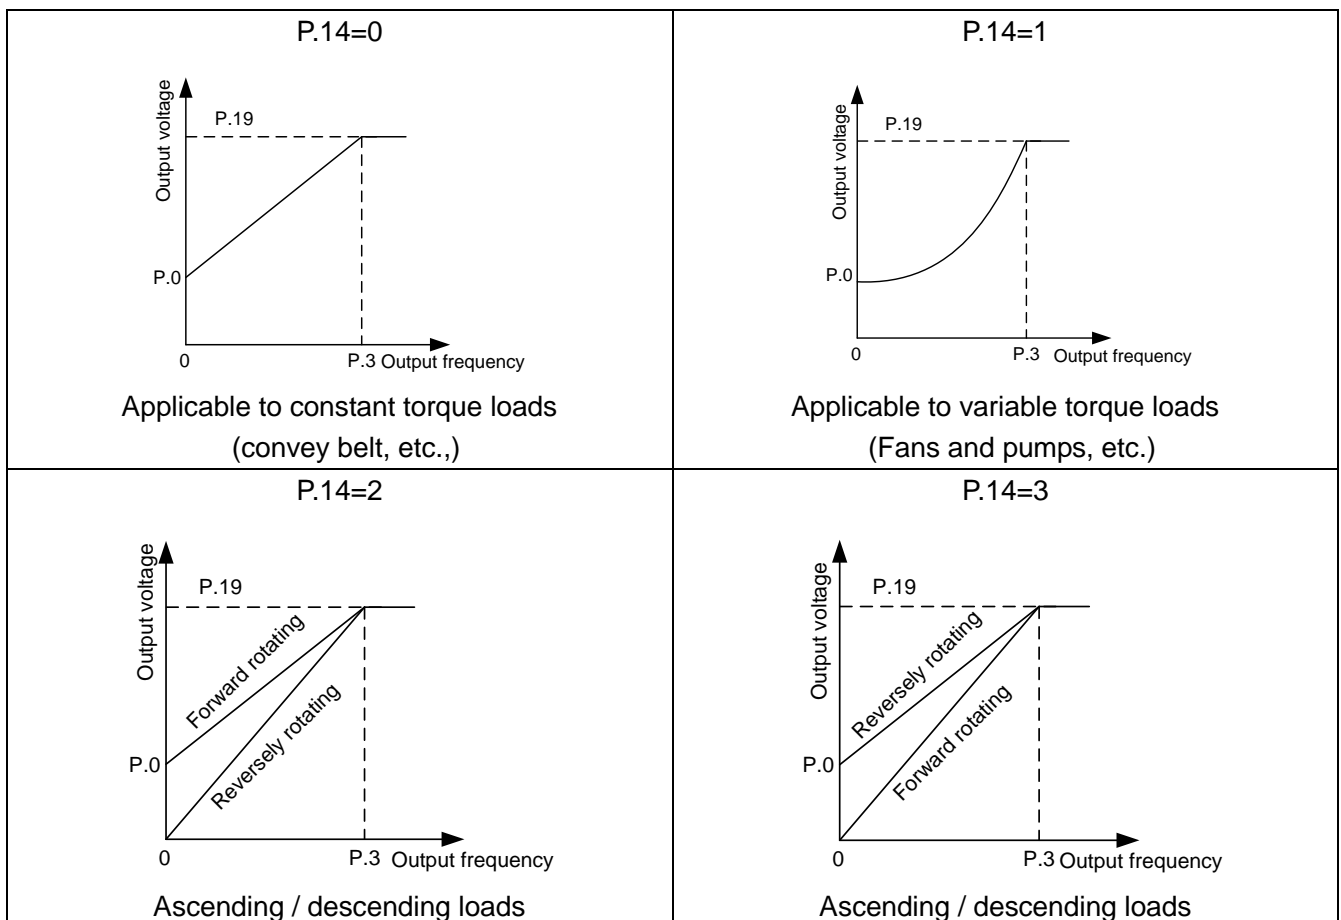 P.14=0
Output voltage
P.19
P.0
0
P.3 Output frequency
Applicable to constant torque loads
(convey belt, etc.,)
P.14=1
Output voltage
P.19
P.0
0
P.3 Output frequency
Applicable to variable torque loads
(Fans and pumps, etc.)
P.14=2
Output voltage
P.19
Forward rotating
Reversely rotating
P.0
0
P.3 Output frequency
Ascending / descending loads
P.14=3
Output voltage
P.19
Reversely rotating
Forward rotating
P.0
0
P.3 Output frequency
Ascending / descending loads